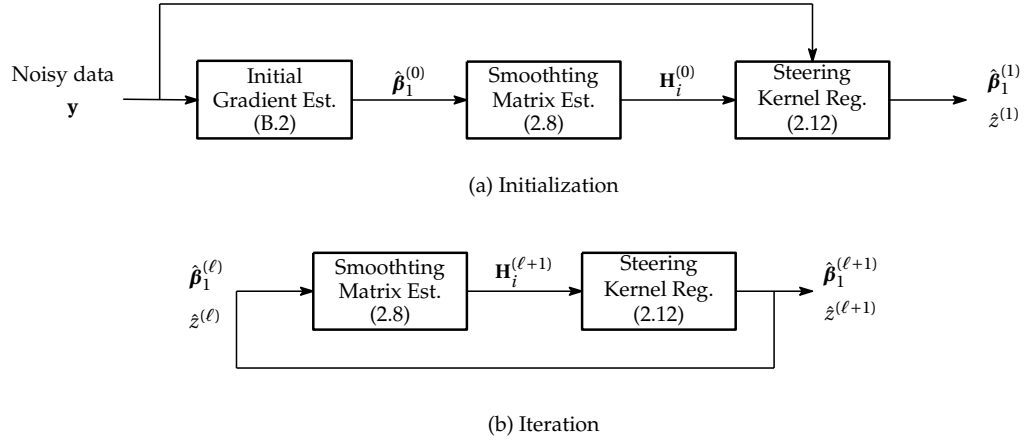 Noisy data
y
Initial
Gradient Est.
(B.2)
β̂₁⁽⁰⁾
Smoothting
Matrix Est.
(2.8)
H_i⁽⁰⁾
Steering
Kernel Reg.
(2.12)
β̂₁⁽¹⁾
ẑ⁽¹⁾
(a) Initialization
β̂₁⁽ℓ⁾
ẑ⁽ℓ⁾
Smoothting
Matrix Est.
(2.8)
H_i⁽ℓ⁺¹⁾
Steering
Kernel Reg.
(2.12)
β̂₁⁽ℓ⁺¹⁾
ẑ⁽ℓ⁺¹⁾
(b) Iteration